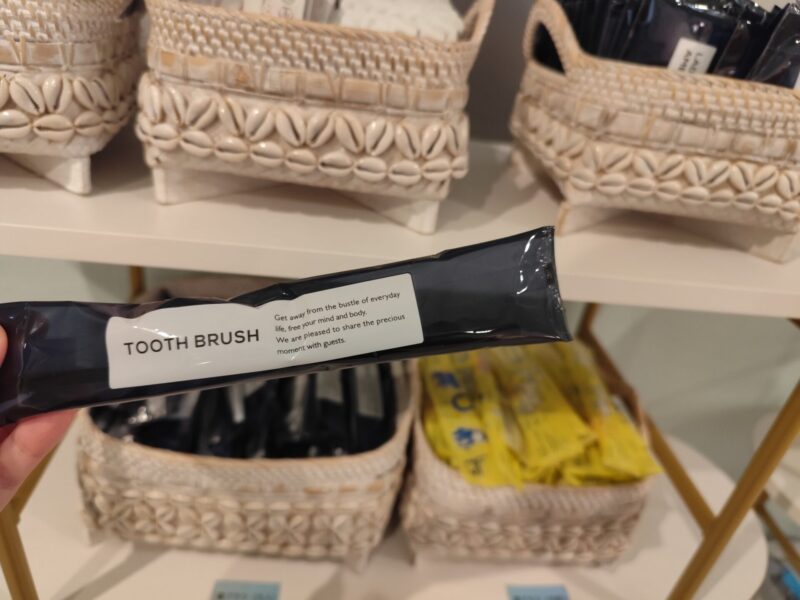 TOOTH BRUSH
Get away from the bustle of everyday
life, free your mind and body.
We are pleased to share the precious
moment with guests.